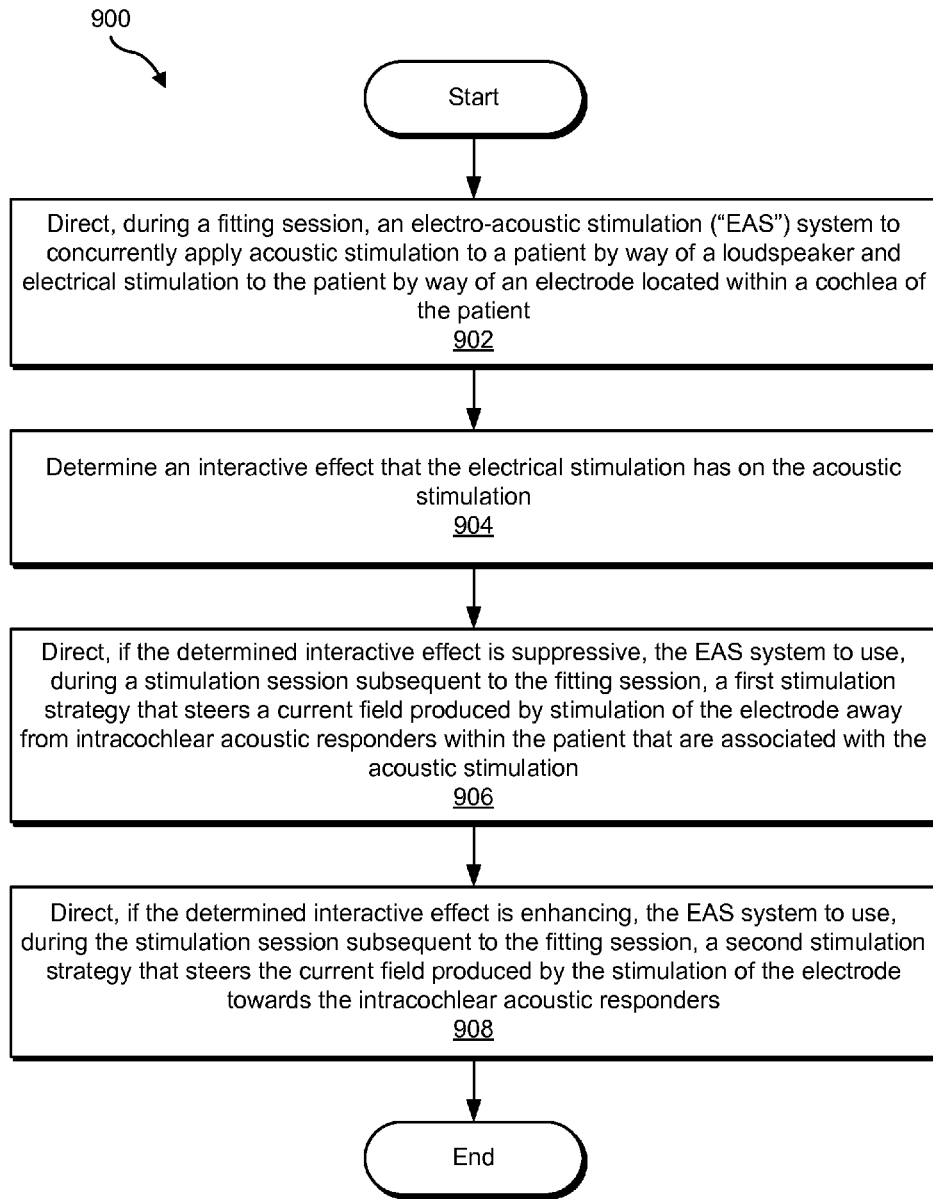 900
Start
Direct, during a fitting session, an electro-acoustic stimulation (“EAS”) system to
concurrently apply acoustic stimulation to a patient by way of a loudspeaker and
electrical stimulation to the patient by way of an electrode located within a cochlea of
the patient
902
Determine an interactive effect that the electrical stimulation has on the acoustic
stimulation
904
Direct, if the determined interactive effect is suppressive, the EAS system to use,
during a stimulation session subsequent to the fitting session, a first stimulation
strategy that steers a current field produced by stimulation of the electrode away
from intracochlear acoustic responders within the patient that are associated with the
acoustic stimulation
906
Direct, if the determined interactive effect is enhancing, the EAS system to use,
during the stimulation session subsequent to the fitting session, a second stimulation
strategy that steers the current field produced by the stimulation of the electrode
towards the intracochlear acoustic responders
908
End